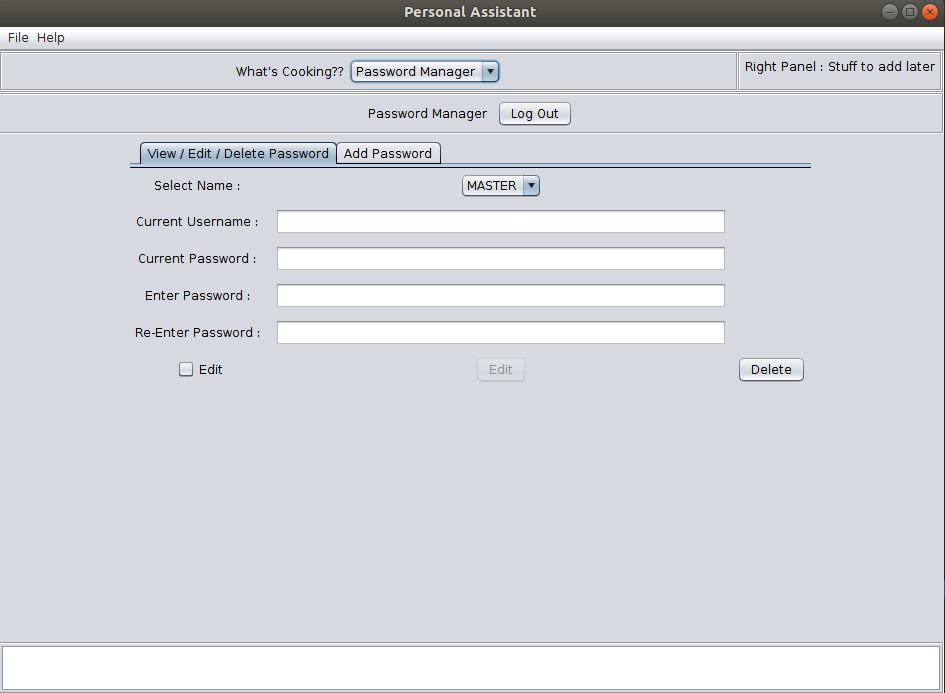 Personal Assistant
File Help
What's Cooking?? Password Manager
Right Panel : Stuff to add later
Password Manager Log Out
View / Edit / Delete Password Add Password
Select Name : MASTER
Current Username :
Current Password :
Enter Password :
Re-Enter Password :
Edit Edit Delete